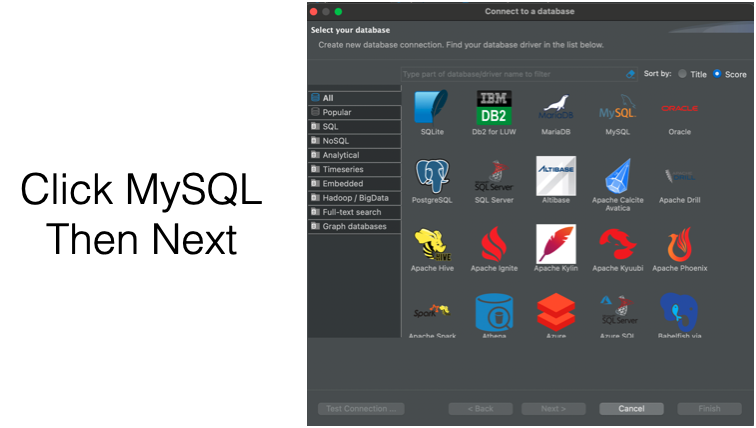 Click MySQL
Then Next
Connect to a database
Select your database
Create new database connection. Find your database driver in the list below.
Type part of database/driver name to filter
Sort by:
Title
Score
All
Popular
SQL
NoSQL
Analytical
Timeseries
Embedded
Hadoop / BigData
Full-text search
Graph databases
IBM
DB2
MariaDB
MySQL
ORACLE
SQLite
Db2 for LUW
MariaDB
MySQL
Oracle
SQL Server
ALTIBASE
DRILL
PostgreSQL
SQL Server
Altibase
Apache Calcite
Avatica
Apache Drill
HIVE
Apache Hive
Apache Ignite
Apache Kylin
Apache Kyuubi
Apache Phoenix
Spark
SQL Server
Apache Spark
Athena
Azure
Azure SQL
Babelfish via
Test Connection ...
< Back
Next >
Cancel
Finish